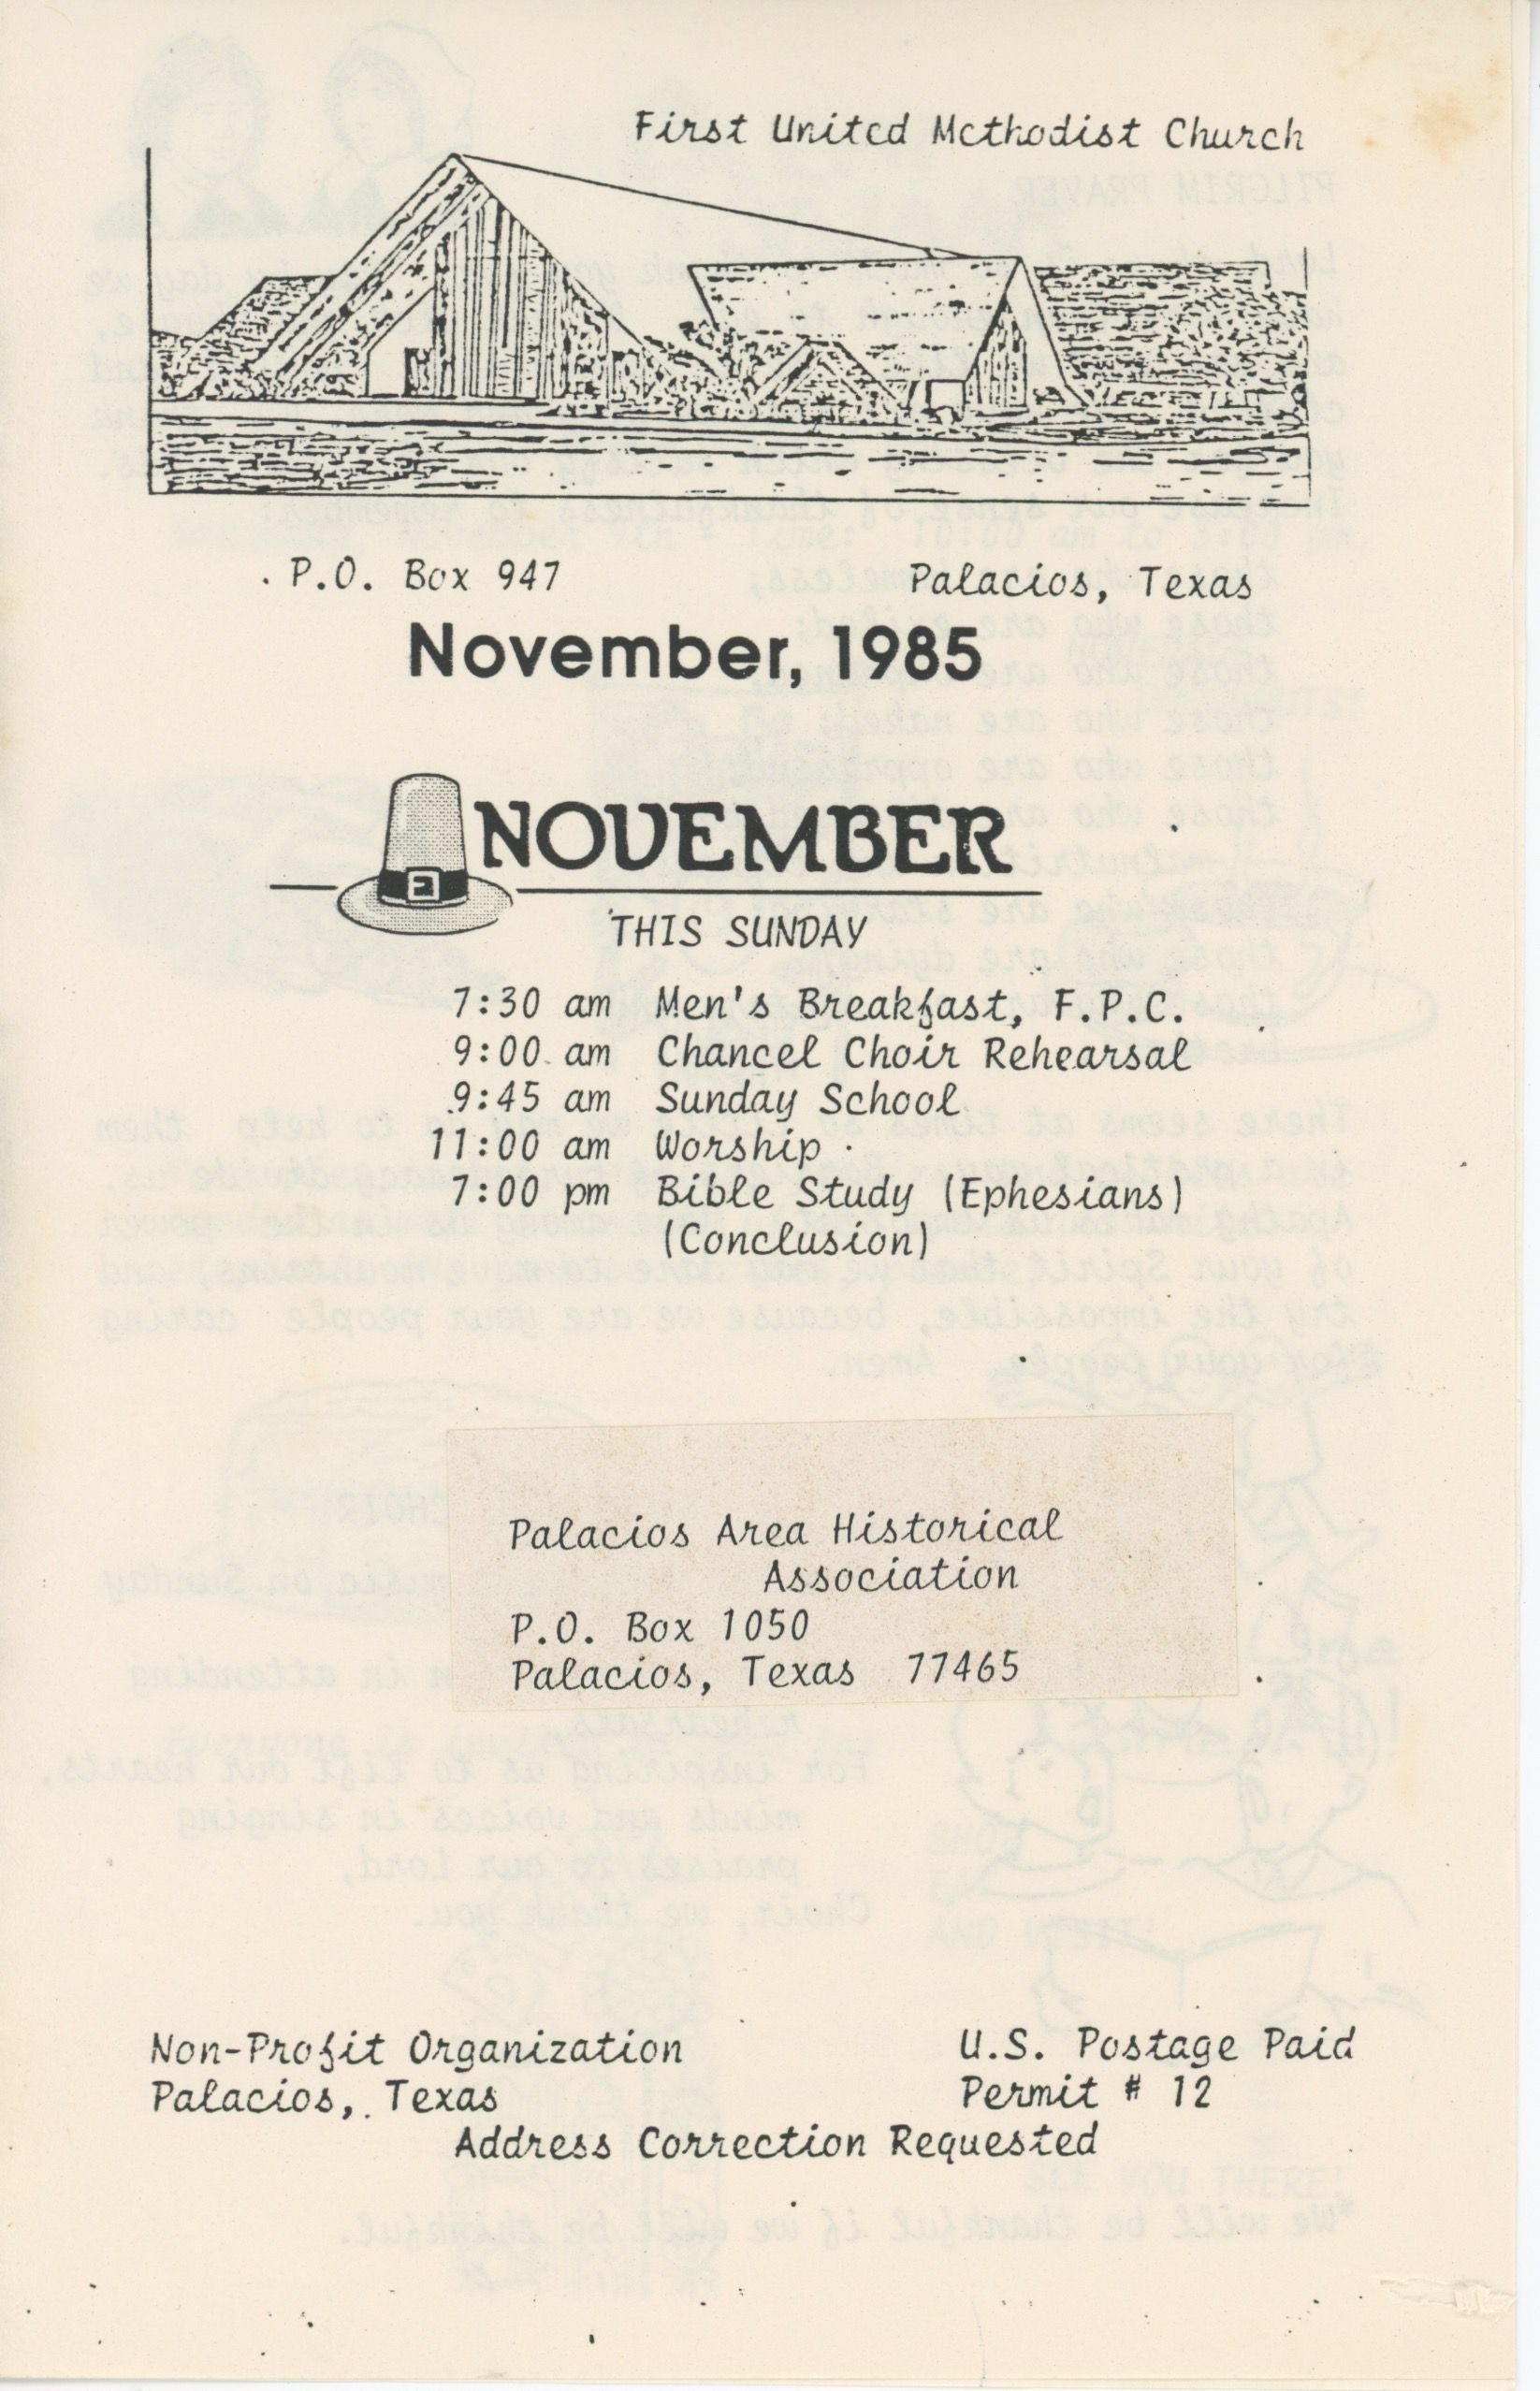 First United Methodist Church
P.O. Box 947 Palacios, Texas
November, 1985
NOVEMBER
THIS SUNDAY
7:30 am Men's Breakfast, F.P.C.
9:00 am Chancel Choir Rehearsal
9:45 am Sunday School
11:00 am Worship
7:00 pm Bible Study (Ephesians)
(Conclusion)
Palacios Area Historical
Association
P.O. Box 1050
Palacios, Texas 77465
Non-Profit Organization U.S. Postage Paid
Palacios, Texas Permit # 12
Address Correction Requested